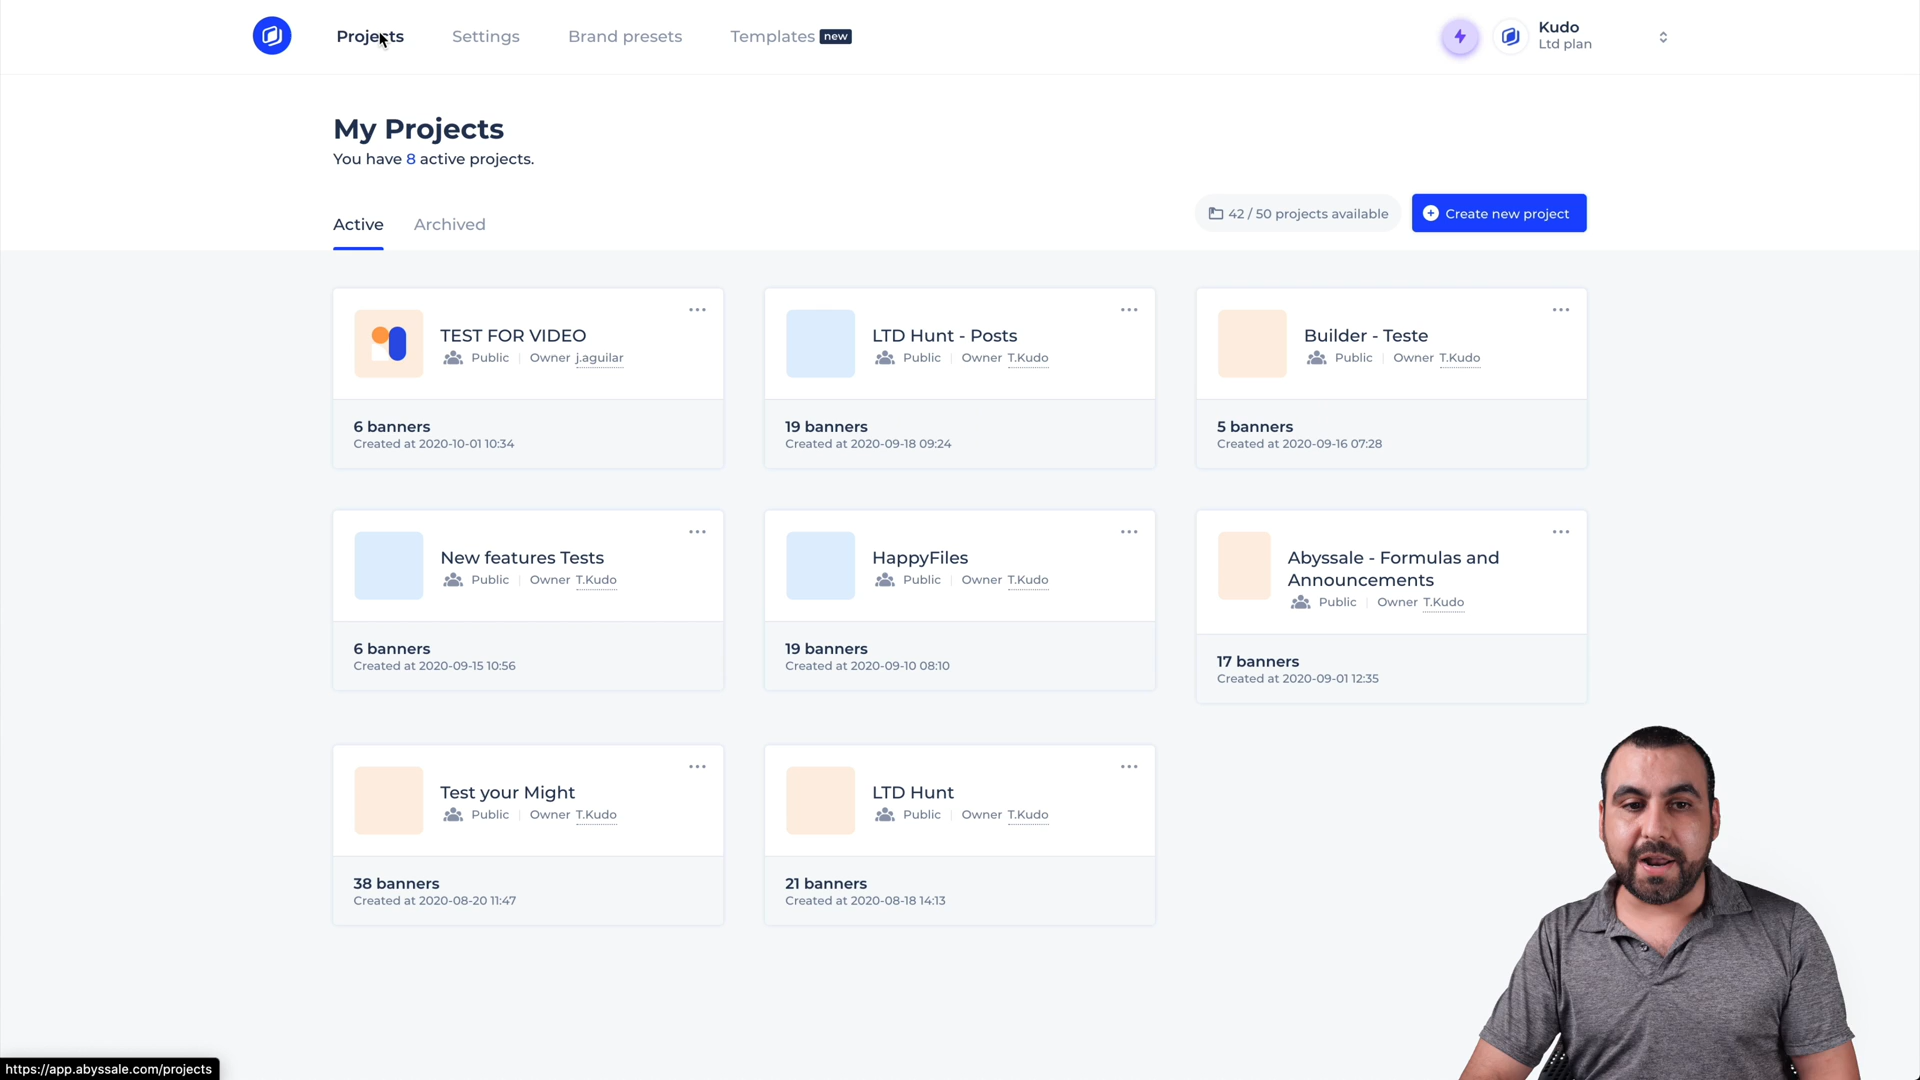 Projects
Settings
Brand presets
Templates new
Kudo
Ltd plan
My Projects
You have 8 active projects.
Active
Archived
42 / 50 projects available
Create new project
TEST FOR VIDEO
Public Owner j.aguilar
6 banners
Created at 2020-10-01 10:34
LTD Hunt - Posts
Public Owner T.Kudo
19 banners
Created at 2020-09-18 09:24
Builder - Teste
Public Owner T.Kudo
5 banners
Created at 2020-09-16 07:28
New features Tests
Public Owner T.Kudo
6 banners
Created at 2020-09-15 10:56
HappyFiles
Public Owner T.Kudo
19 banners
Created at 2020-09-10 08:10
Abyssale - Formulas and
Announcements
Public Owner T.Kudo
17 banners
Created at 2020-09-01 12:35
Test your Might
Public Owner T.Kudo
38 banners
Created at 2020-08-20 11:47
LTD Hunt
Public Owner T.Kudo
21 banners
Created at 2020-08-18 14:13
https://app.abyssale.com/projects